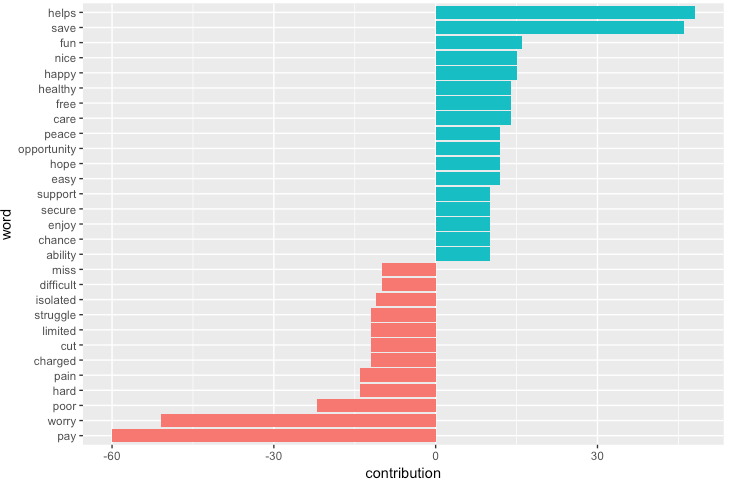 helps
save
fun
nice
happy
healthy
free
care
peace
opportunity
hope
easy
support
secure
enjoy
chance
ability
miss
difficult
isolated
struggle
limited
cut
charged
pain
hard
poor
worry
pay
word
-60 -30 0 30
contribution